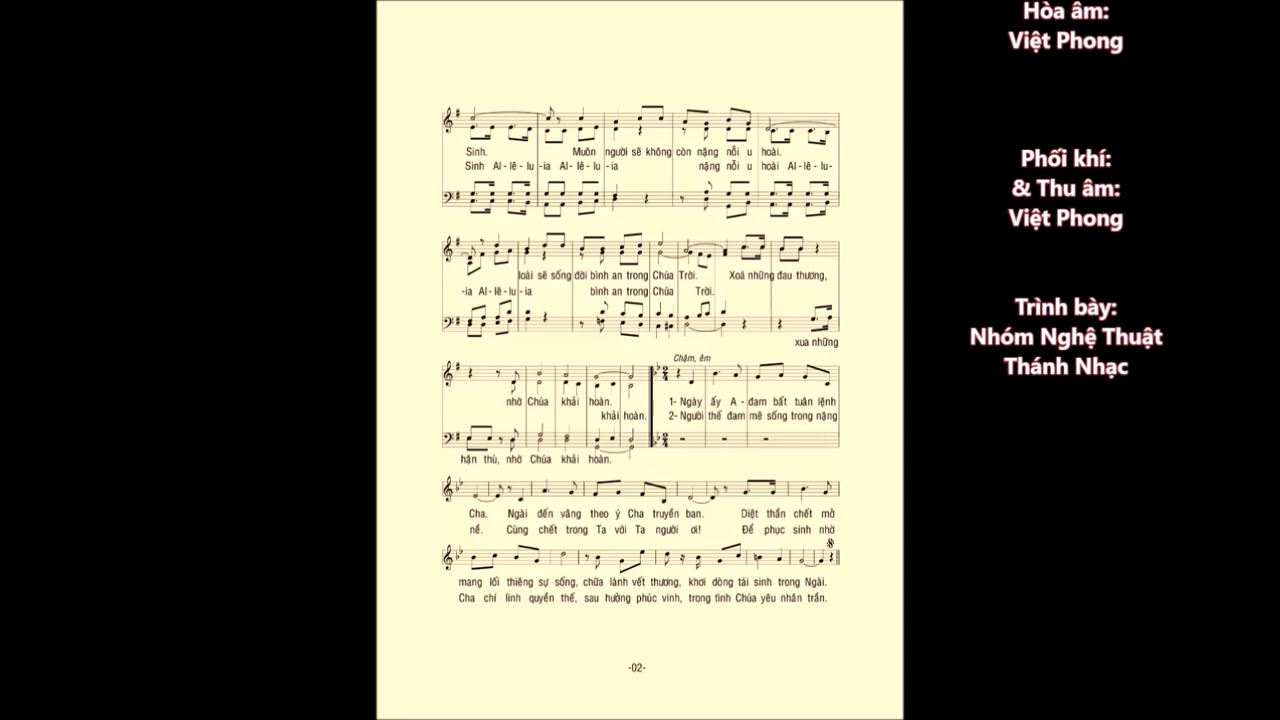 Sinh. Muôn người sẽ không còn nặng nỗi u hoài.
Sinh Al-lê-lu-ia Al-lê-lu-ia nặng nỗi u hoài Al-lê-lu-
loài sẽ sống đời bình an trong Chúa Trời. Xoá những đau thương,
-ia Al-lê-lu-ia bình an trong Chúa Trời.
xua những
Chậm, êm
nhờ Chúa khải hoàn. 1- Ngày ấy A-đam bất tuân lệnh
khải hoàn. 2- Người thế đam mê sống trong nặng
hận thù, nhờ Chúa khải hoàn.
Cha. Ngài đến vâng theo ý Cha truyền ban. Diệt thần chết mở
nề. Cùng chết trong Ta với Ta người ơi! Để phục sinh nhờ
mang lối thiêng sự sống, chữa lành vết thương, khơi dòng tái sinh trong Ngài.
Cha chí linh quyền thế, sau hưởng phúc vinh, trong tình Chúa yêu nhân trần.
-02-
Hòa âm:
Việt Phong
Phối khí:
& Thu âm:
Việt Phong
Trình bày:
Nhóm Nghệ Thuật
Thánh Nhạc